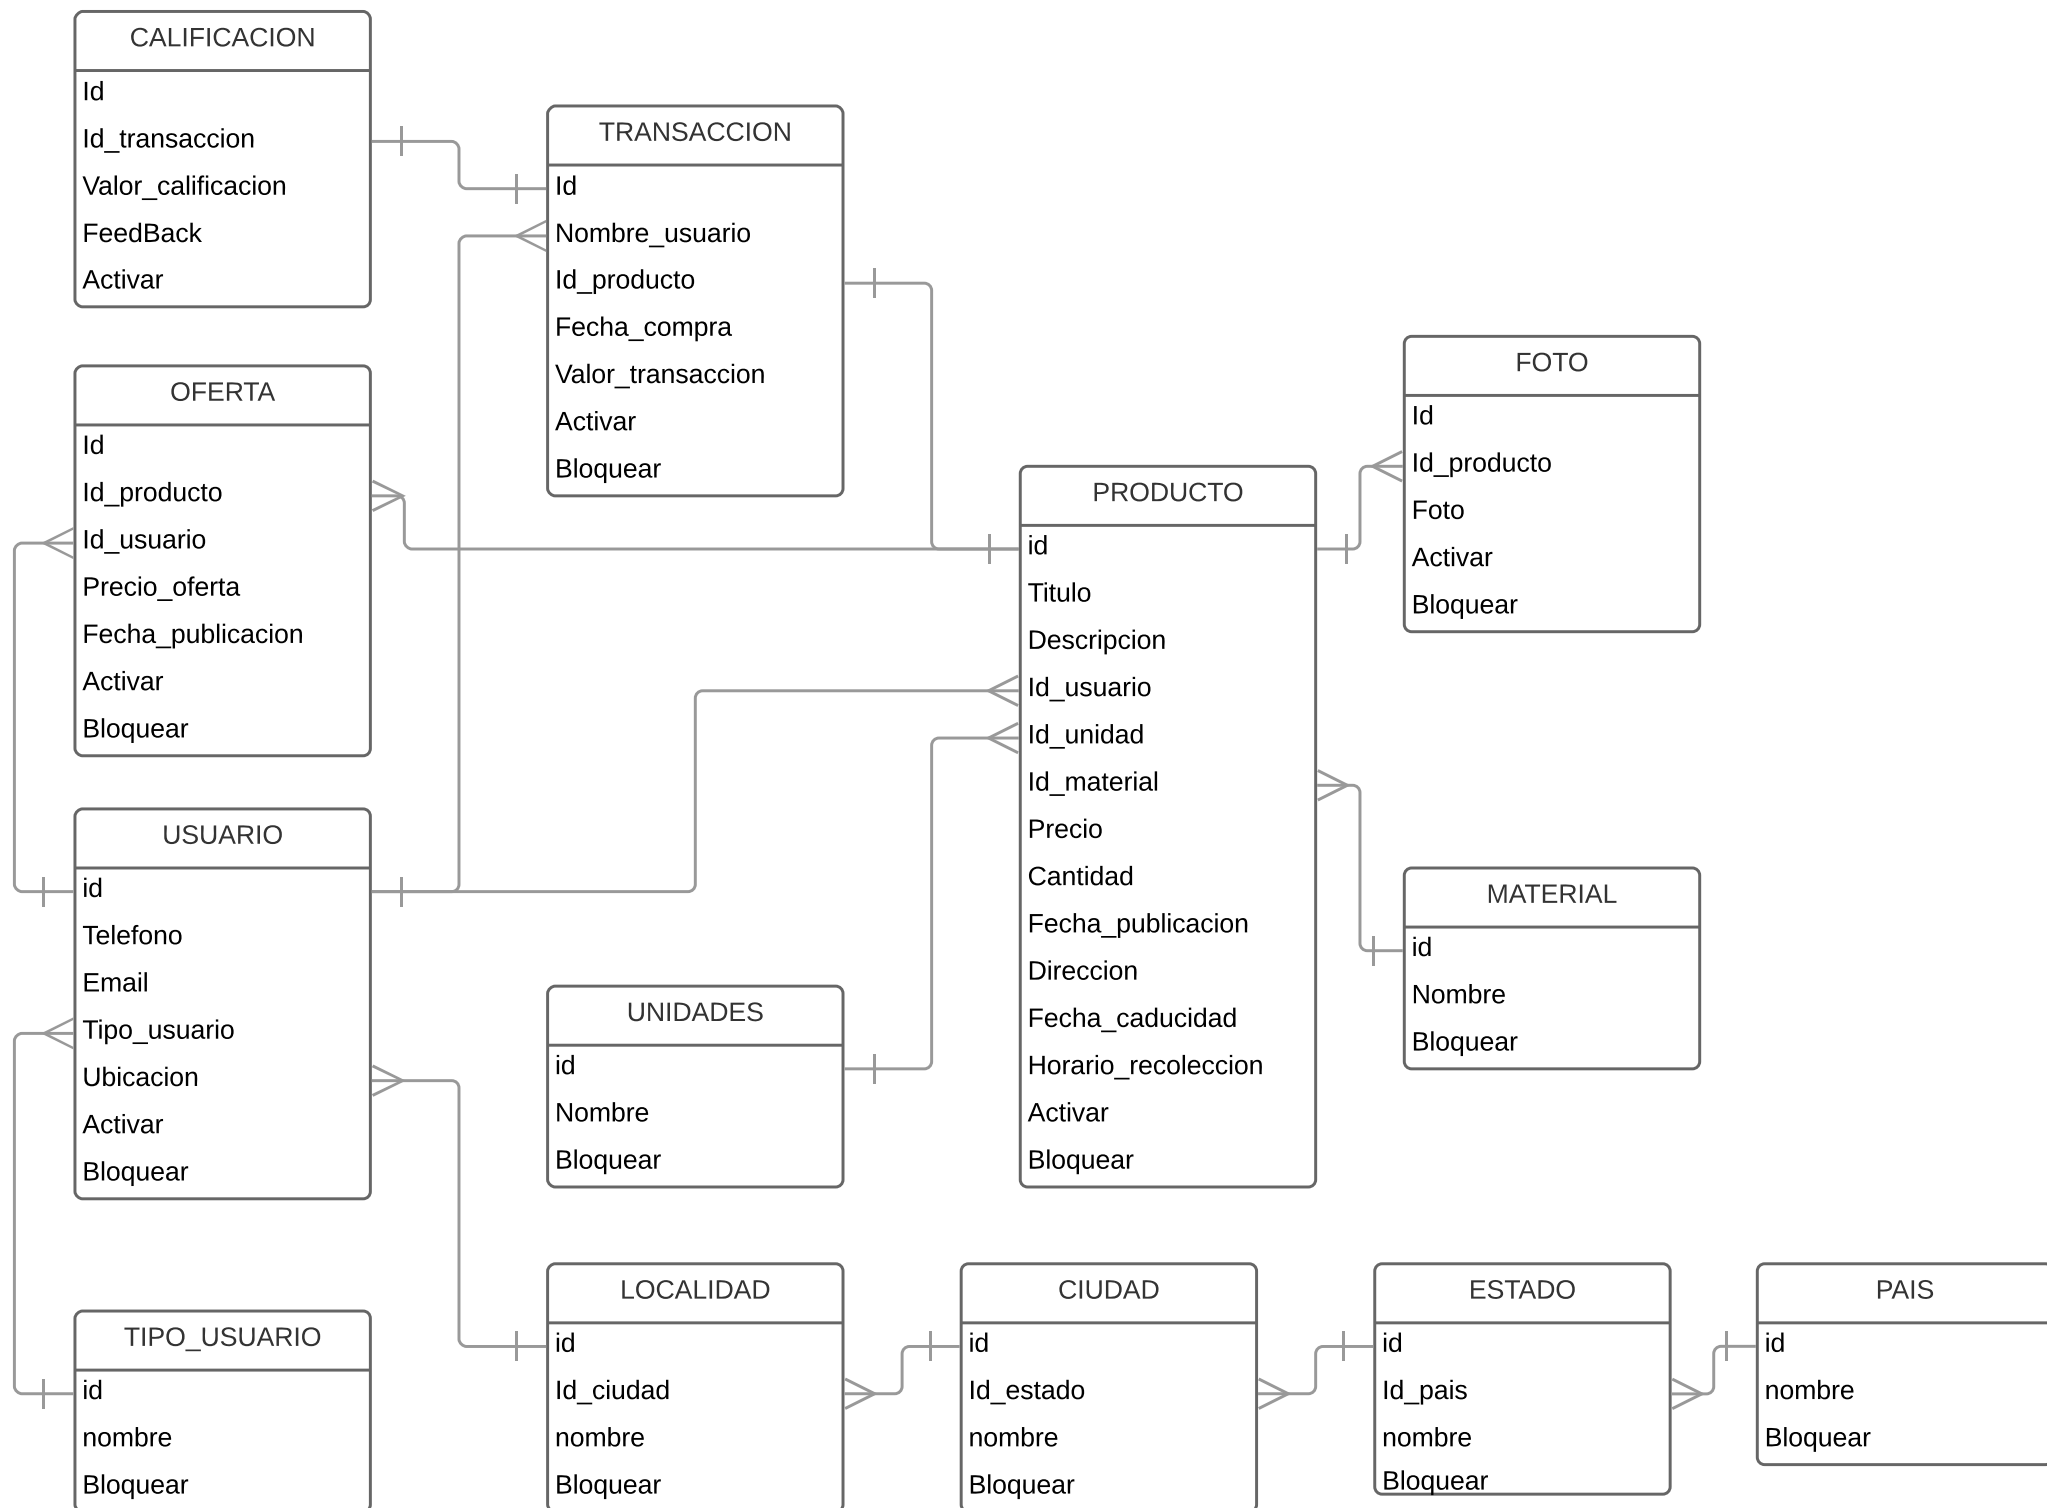 CALIFICACION
Id
Id_transaccion
Valor_calificacion
FeedBack
Activar
TRANSACCION
Id
Nombre_usuario
Id_producto
Fecha_compra
Valor_transaccion
Activar
Bloquear
OFERTA
Id
Id_producto
Id_usuario
Precio_oferta
Fecha_publicacion
Activar
Bloquear
FOTO
Id
Id_producto
Foto
Activar
Bloquear
PRODUCTO
id
Titulo
Descripcion
Id_usuario
Id_unidad
Id_material
Precio
Cantidad
Fecha_publicacion
Direccion
Fecha_caducidad
Horario_recoleccion
Activar
Bloquear
USUARIO
id
Telefono
Email
Tipo_usuario
Ubicacion
Activar
Bloquear
MATERIAL
id
Nombre
Bloquear
UNIDADES
id
Nombre
Bloquear
TIPO_USUARIO
id
nombre
Bloquear
LOCALIDAD
id
Id_ciudad
nombre
Bloquear
CIUDAD
id
Id_estado
nombre
Bloquear
ESTADO
id
Id_pais
nombre
Bloquear
PAIS
id
nombre
Bloquear